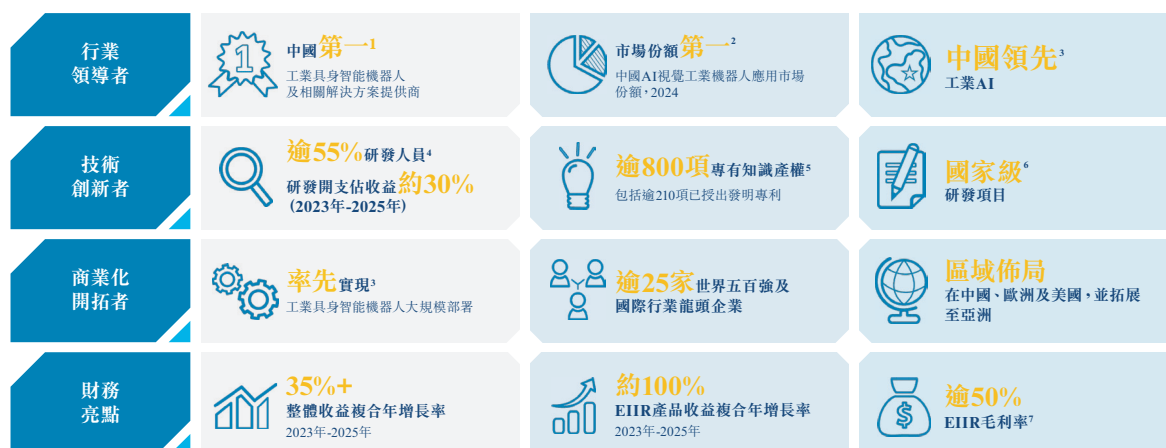 行業
領導者
1
中國第一1
工業具身智能機器人
及相關解決方案提供商
市場份額第一2
中國AI視覺工業機器人應用市場
份額，2024
中國領先3
工業AI
技術
創新者
逾55%研發人員4
研發開支佔收益約30%
(2023年-2025年)
逾800項專有知識產權5
包括逾210項已授出發明專利
國家級6
研發項目
商業化
開拓者
率先實現3
工業具身智能機器人大規模部署
逾25家世界五百強及
國際行業龍頭企業
區域佈局
在中國、歐洲及美國，並拓展
至亞洲
財務
亮點
35%+
整體收益複合年增長率
2023年-2025年
約100%
EIIR產品收益複合年增長率
2023年-2025年
$
逾50%
EIIR毛利率7